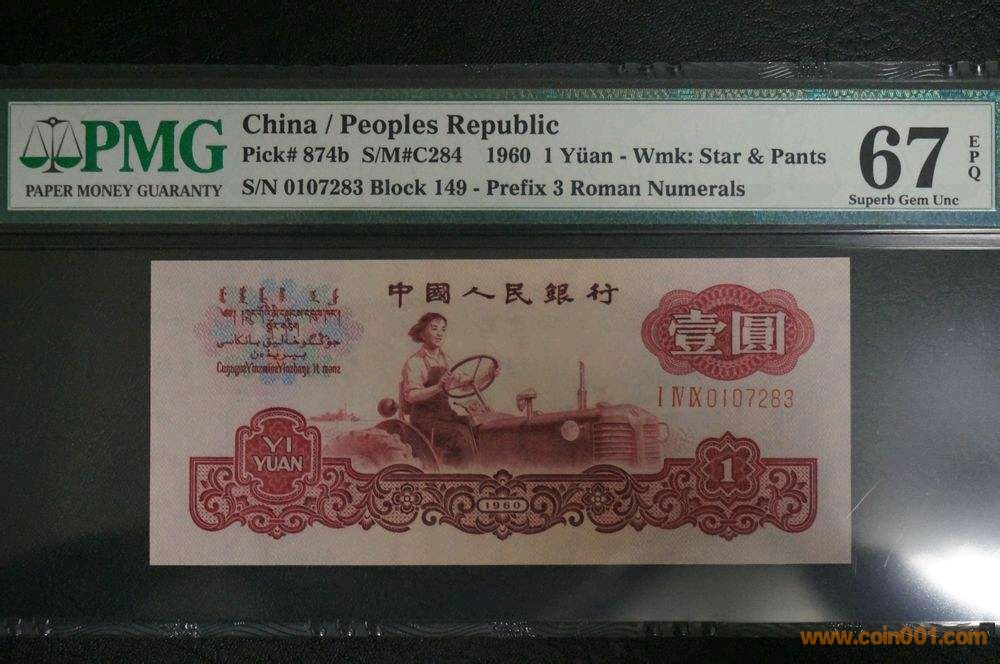 PMG
PAPER MONEY GUARANTY
China / Peoples Republic
Pick# 874b S/M#C284 1960 1 Yüan - Wmk: Star & Pants
S/N 0107283 Block 149 - Prefix 3 Roman Numerals
67
EPQ
Superb Gem Unc
中國人民銀行
壹圓
I IV IX 0107283
YI
YUAN
1960
1
www.coin001.com